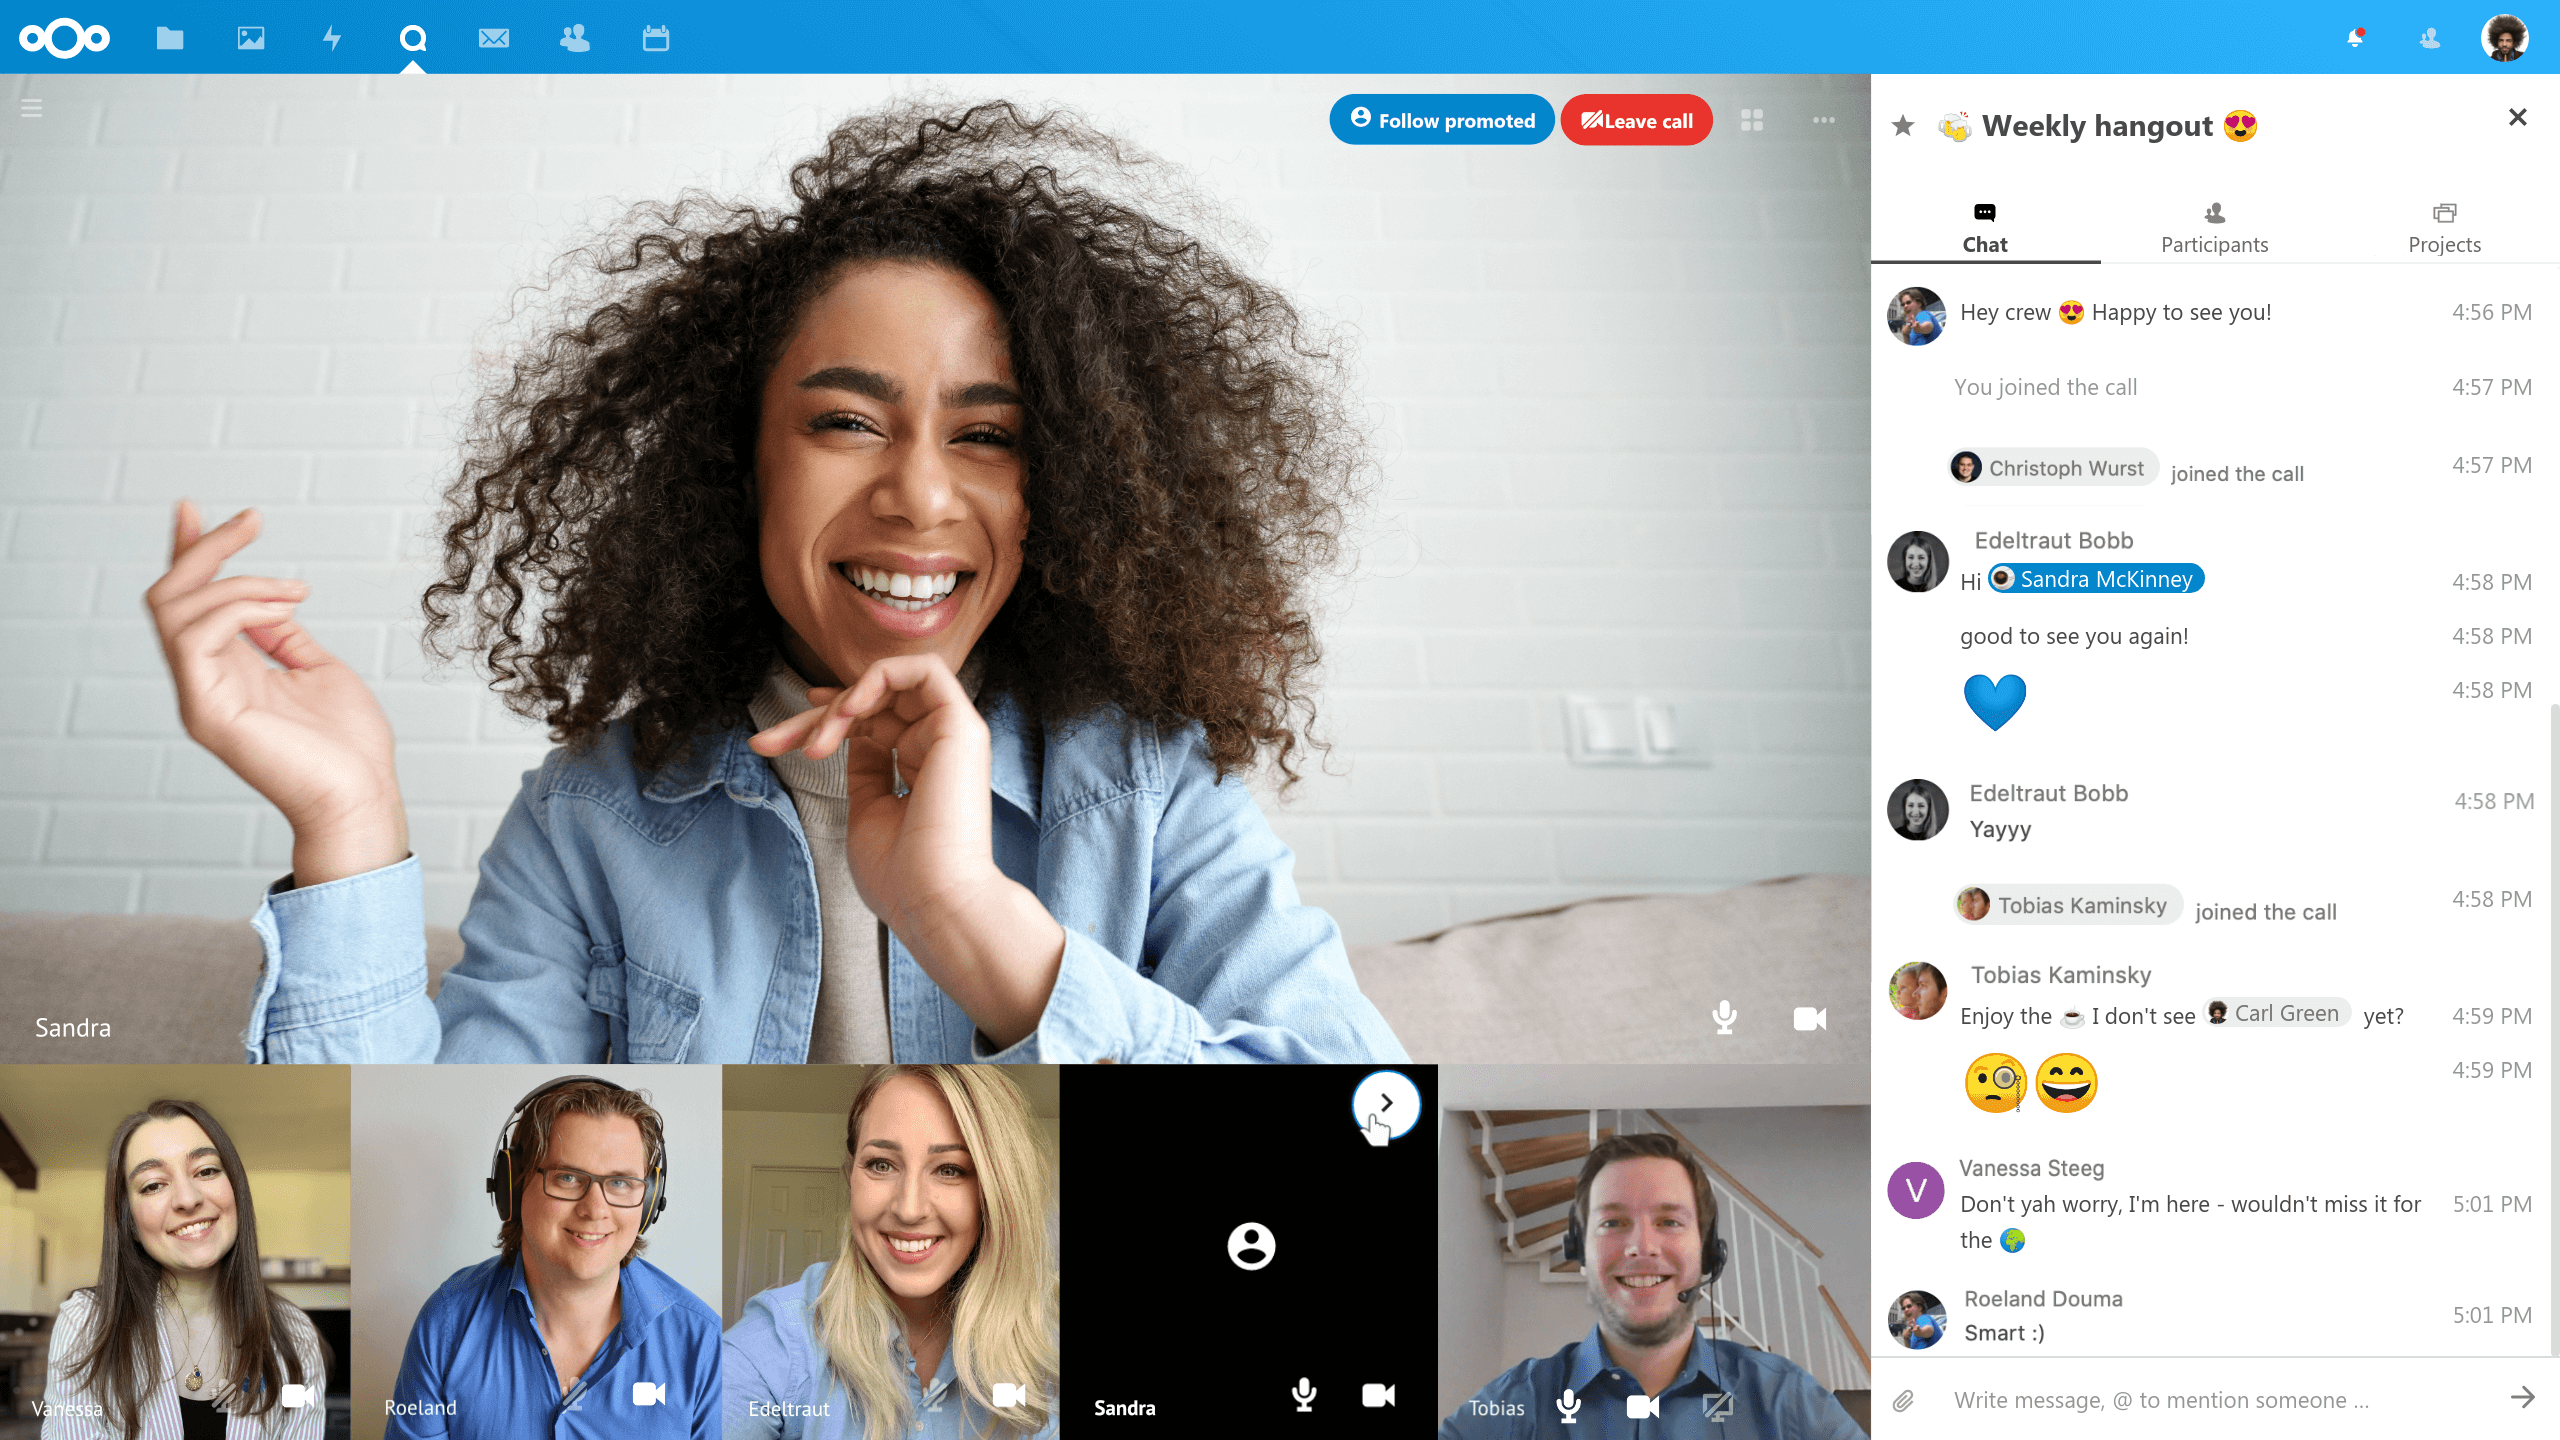 Follow promoted
Leave call
Sandra
Vanessa
Roeland
Edeltraut
Sandra
Tobias
Weekly hangout 😍
Chat
Participants
Projects
Hey crew 😍 Happy to see you! 4:56 PM
You joined the call 4:57 PM
Christoph Wurst joined the call 4:57 PM
Edeltraut Bobb
Hi Sandra McKinney 4:58 PM
good to see you again! 4:58 PM
💙 4:58 PM
Edeltraut Bobb 4:58 PM
Yayyy
Tobias Kaminsky joined the call 4:58 PM
Tobias Kaminsky
Enjoy the ☕ I don't see Carl Green yet? 4:59 PM
🧐😄 4:59 PM
V
Vanessa Steeg
Don't yah worry, I'm here - wouldn't miss it for 5:01 PM
the 🌍
Roeland Douma
Smart :) 5:01 PM
Write message, @ to mention someone ...